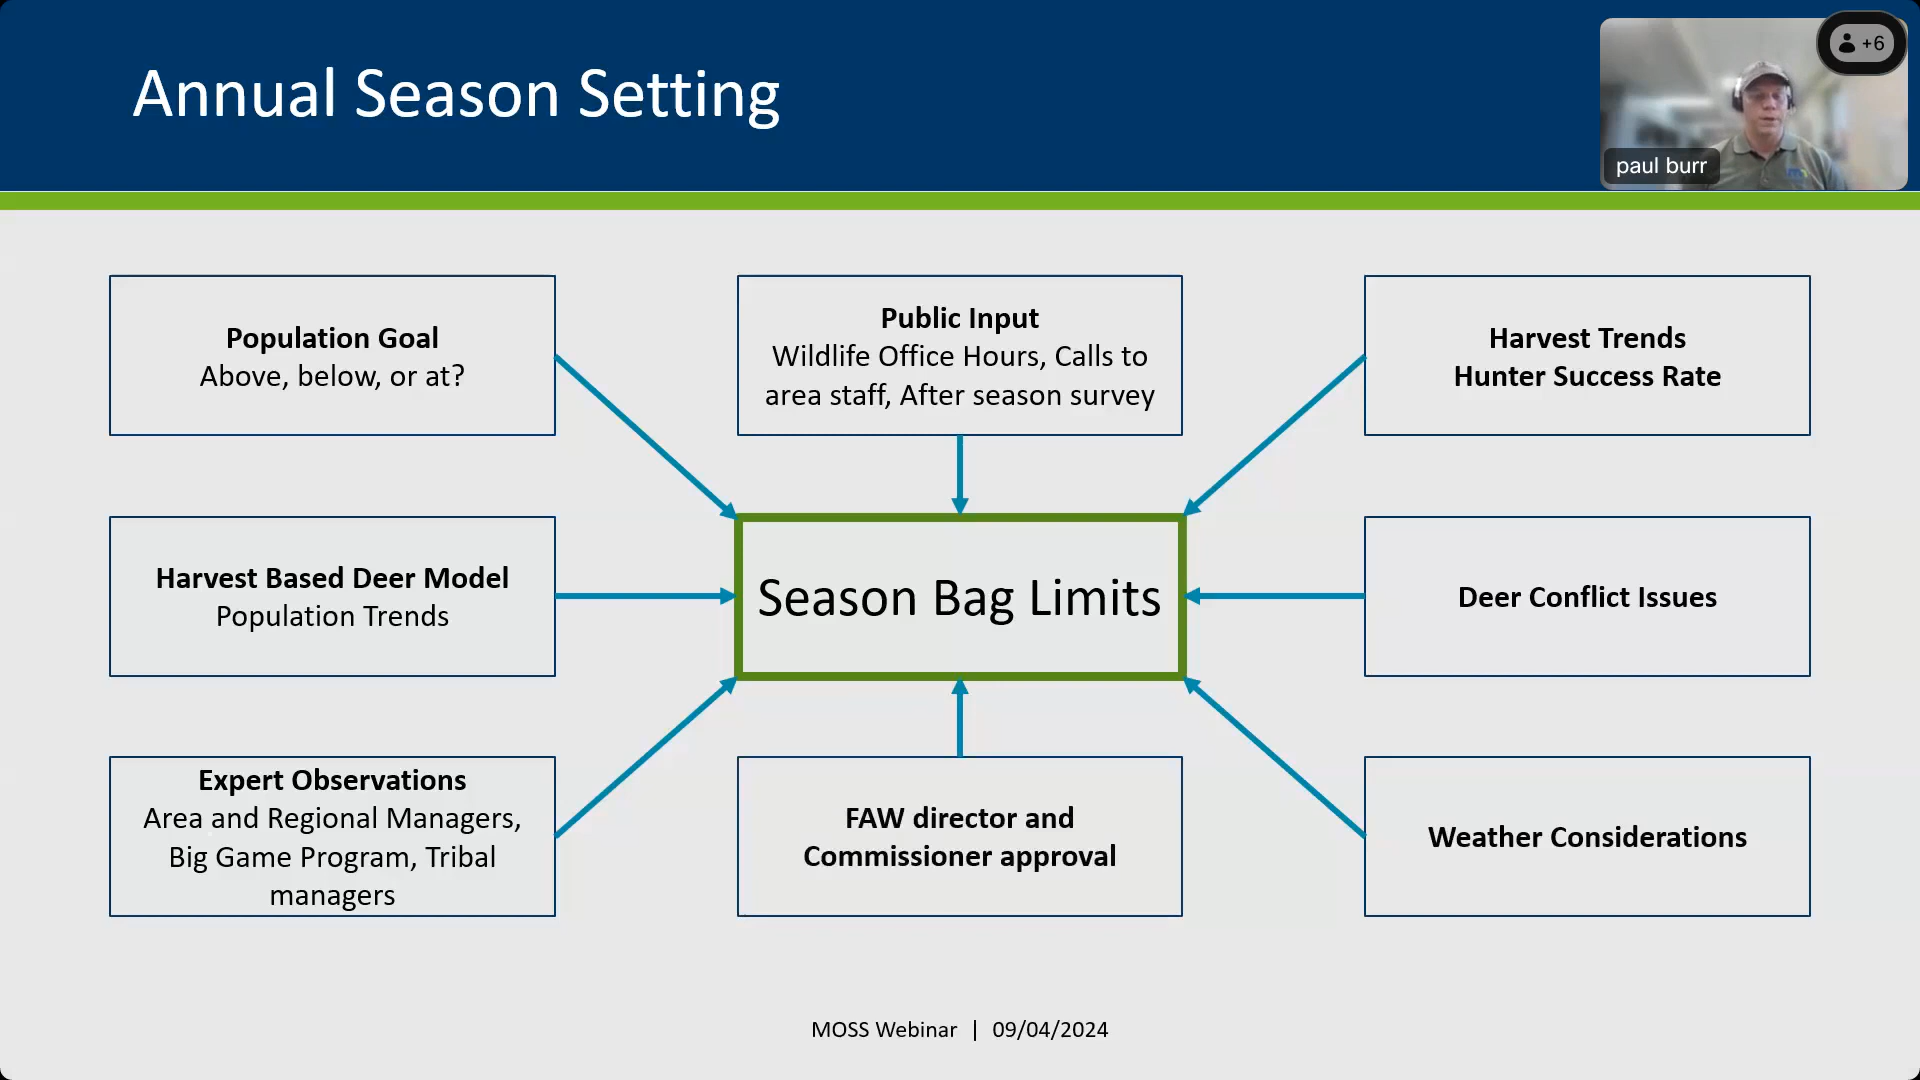 Annual Season Setting
+6
paul burr
Population Goal
Above, below, or at?
Public Input
Wildlife Office Hours, Calls to
area staff, After season survey
Harvest Trends
Hunter Success Rate
Harvest Based Deer Model
Population Trends
Season Bag Limits
Deer Conflict Issues
Expert Observations
Area and Regional Managers,
Big Game Program, Tribal
managers
FAW director and
Commissioner approval
Weather Considerations
MOSS Webinar | 09/04/2024